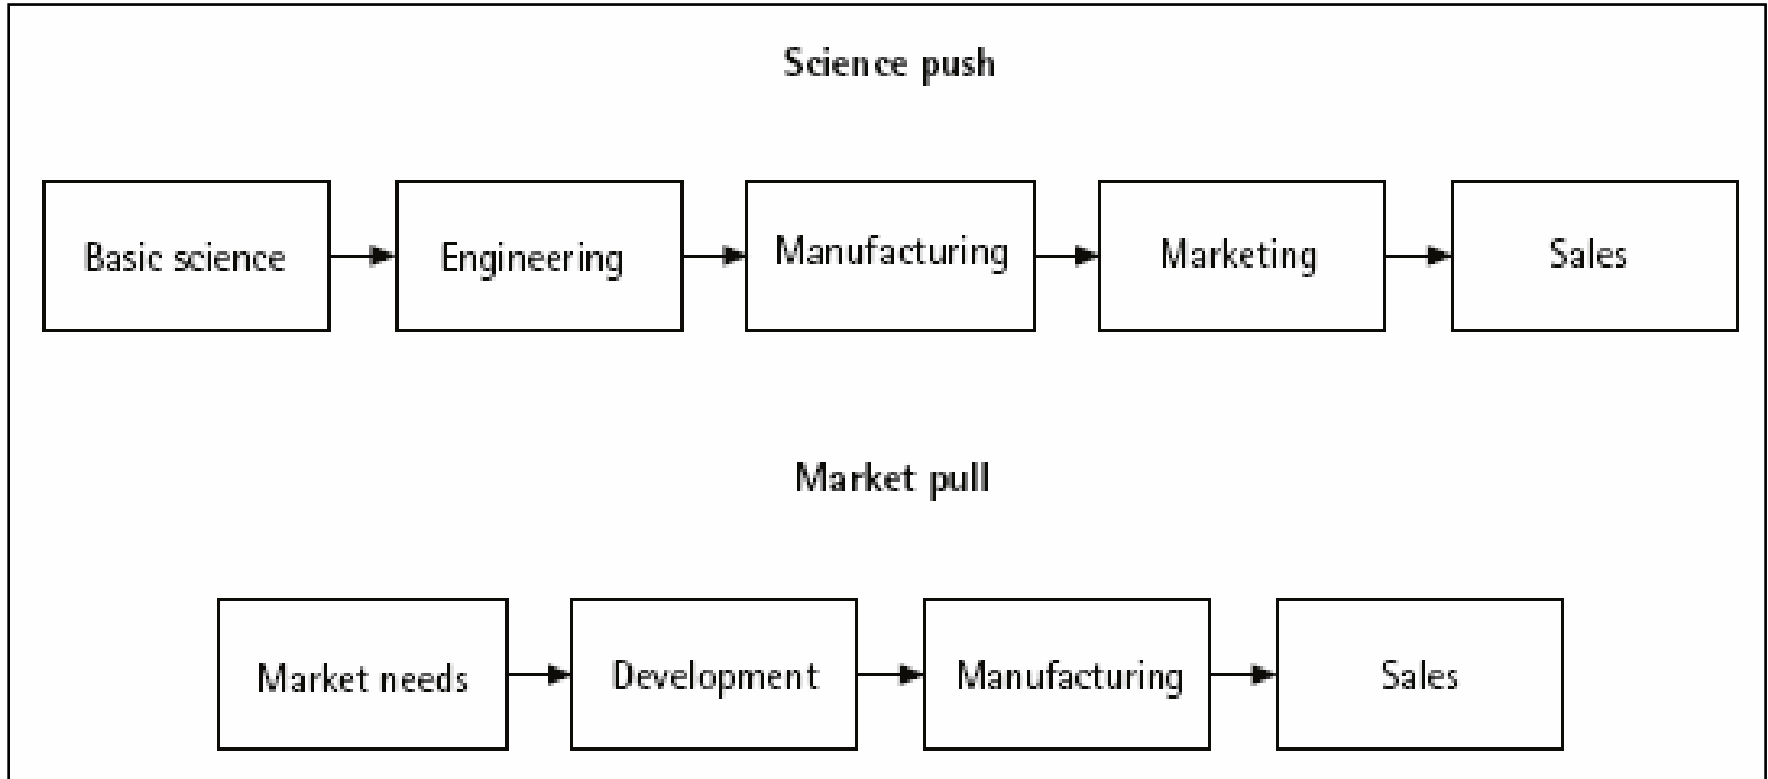 Science push
Basic science
Engineering
Manufacturing
Marketing
Sales
Market pull
Market needs
Development
Manufacturing
Sales